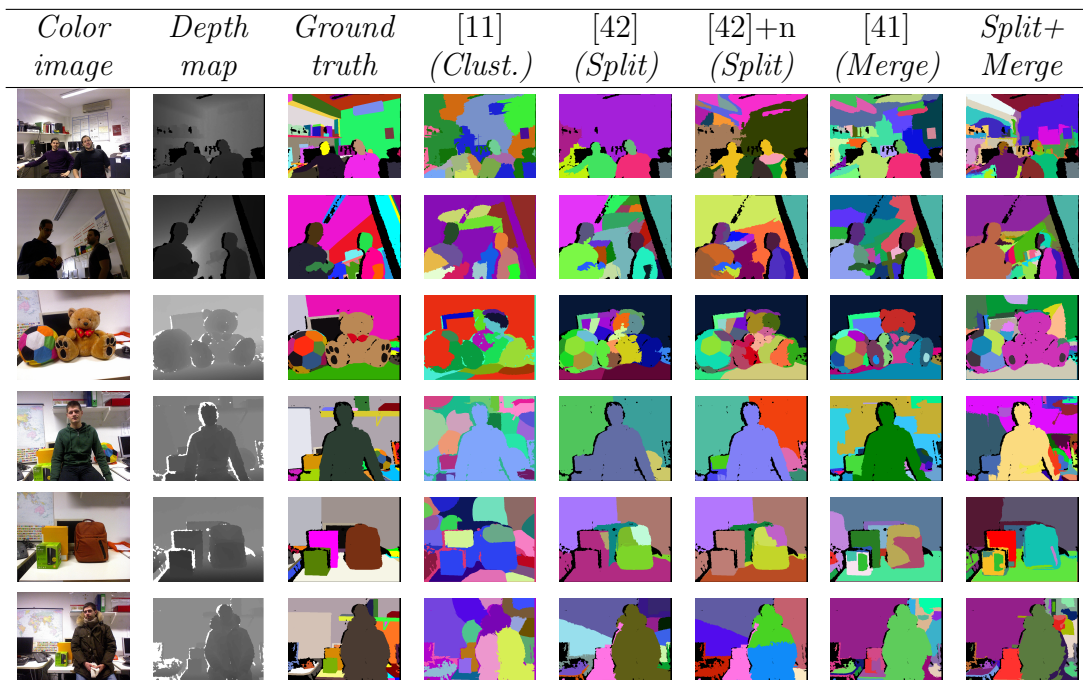 Color Depth Ground [11] [42] [42]+n [41] Split+
image map truth (Clust.) (Split) (Split) (Merge) Merge